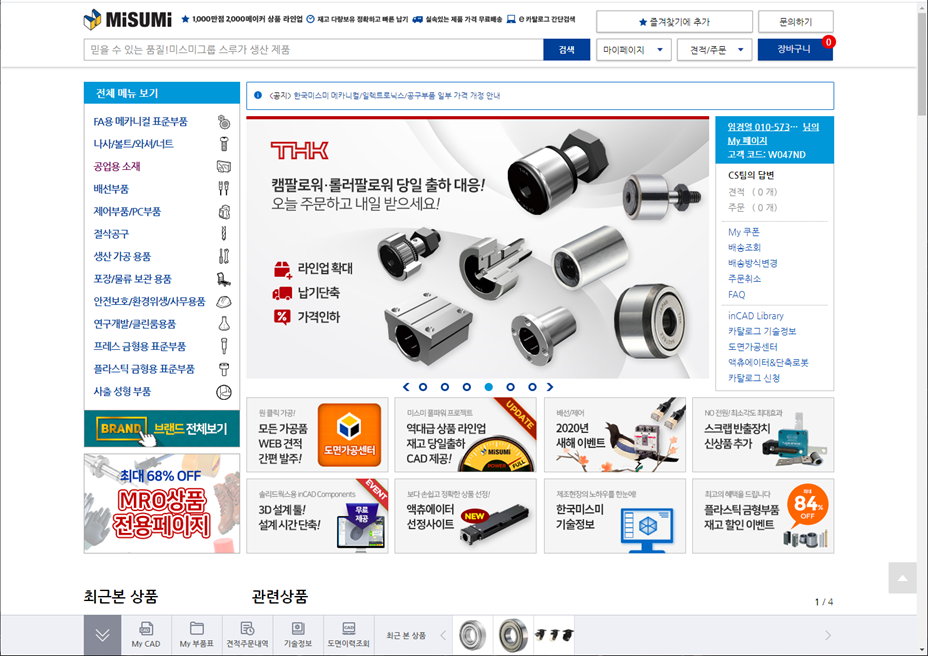 MiSUMi
★ 1,000만점 2,000메이커 상품 라인업
재고 다량보유 정확하고 빠른 납기
실속있는 제품 가격 무료배송
e 카탈로그 간단검색
★ 즐겨찾기에 추가
문의하기
믿을 수 있는 품질!미스미그룹 스루가 생산 제품
검색
마이페이지
견적/주문
장바구니
0
전체 메뉴 보기
FA용 메카니컬 표준부품
나사/볼트/와셔/너트
공업용 소재
배선부품
제어부품/PC부품
절삭공구
생산 가공 용품
포장/물류 보관 용품
안전보호/환경위생/사무용품
연구개발/클린룸용품
프레스 금형용 표준부품
플라스틱 금형용 표준부품
사출 성형 부품
BRAND 브랜드 전체보기
최대 68% OFF
MRO상품
전용페이지
<공지> 한국미스미 메카니컬/일렉트로닉스/공구부품 일부 가격 개정 안내
THK
캠팔로워·롤러팔로워 당일 출하 대응!
오늘 주문하고 내일 받으세요!
라인업 확대
납기단축
가격인하
엄경열 010-573… 님의
My 페이지
고객 코드: W047ND
CS팀의 답변
견적 ( 0 개)
주문 ( 0 개)
My 쿠폰
배송조회
배송방식변경
주문취소
FAQ
inCAD Library
카탈로그 기술정보
도면가공센터
액츄에이터&단축로봇
카탈로그 신청
원 클릭 가공!
모든 가공품
WEB 견적
간편 발주!
도면가공센터
미스미 풀파워 프로젝트
역대급 상품 라인업
재고 당일출하
CAD 제공!
UPDATE
MiSUMi
POWER FULL
배선/제어
2020년
새해 이벤트
NO 전원! 최소각도 최대효과
스크랩 반출장치
신상품 추가
솔리드웍스용 inCAD Components
3D 설계 툴!
설계 시간 단축!
EVENT
무료
제공
보다 손쉽고 정확한 상품 선정!
액츄에이터
선정사이트
NEW
제조현장의 노하우를 한눈에!
한국미스미
기술정보
최고의 혜택을 드립니다
플라스틱 금형부품
재고 할인 이벤트
최대
84%
OFF
최근본 상품
관련상품
1 / 4
My CAD
My 부품표
견적주문내역
기술정보
도면이력조회
최근 본 상품